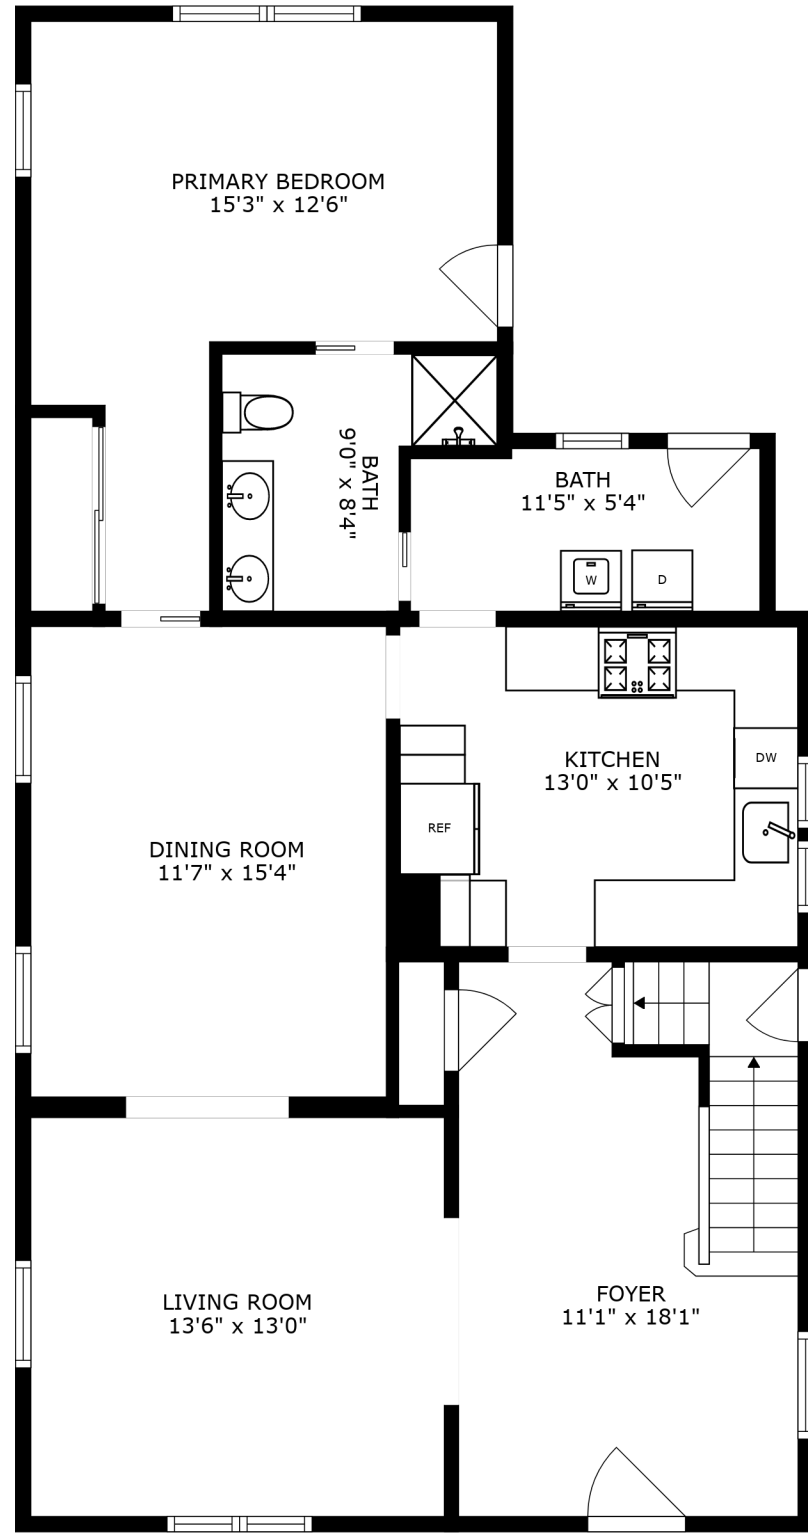 PRIMARY BEDROOM
15'3" x 12'6"
BATH
9'0" x 8'4"
BATH
11'5" x 5'4"
W
D
KITCHEN
13'0" x 10'5"
DW
REF
DINING ROOM
11'7" x 15'4"
LIVING ROOM
13'6" x 13'0"
FOYER
11'1" x 18'1"